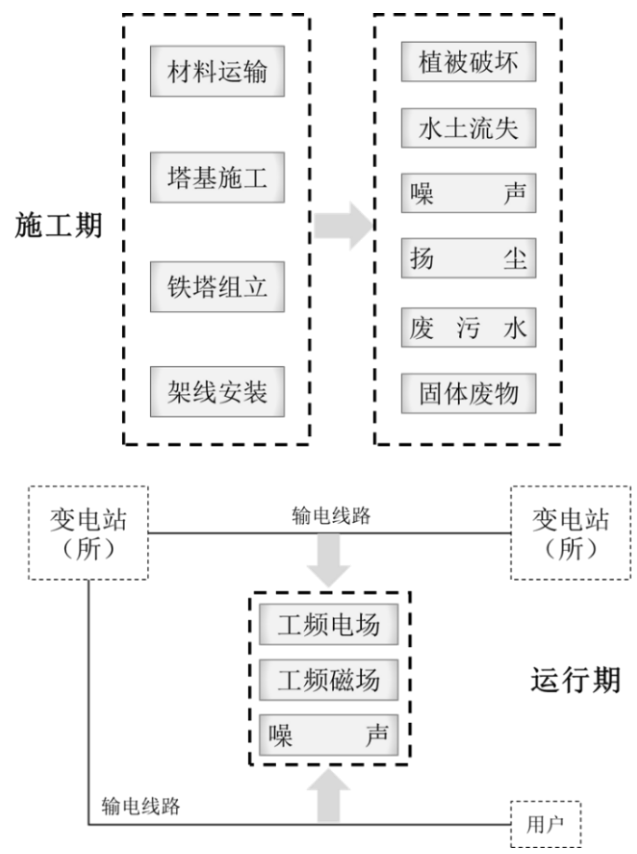 施工期
材料运输
塔基施工
铁塔组立
架线安装
植被破坏
水土流失
噪声
扬尘
废污水
固体废物
变电站
（所）
输电线路
变电站
（所）
工频电场
工频磁场
噪声
运行期
输电线路
用户